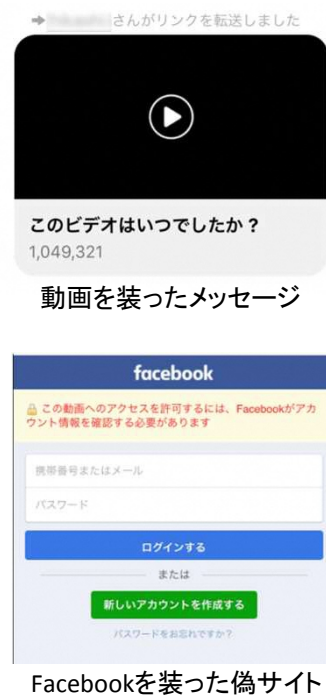 さんがリンクを転送しました
このビデオはいつでしたか？
1,049,321
動画を装ったメッセージ
facebook
この動画へのアクセスを許可するには、Facebookがアカ
ウント情報を確認する必要があります
携帯番号またはメール
パスワード
ログインする
または
新しいアカウントを作成する
パスワードをお忘れですか？
Facebookを装った偽サイト